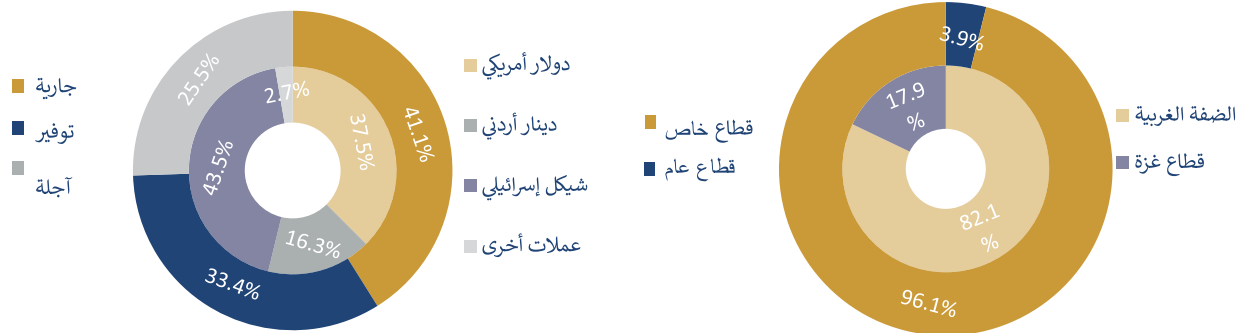 جارية
توفير
آجلة
25.5%
41.1%
33.4%
2.7%
37.5%
43.5%
16.3%
دولار أمريكي
دينار أردني
شيكل إسرائيلي
عملات أخرى
قطاع خاص
قطاع عام
3.9%
17.9
%
82.1
%
96.1%
الضفة الغربية
قطاع غزة